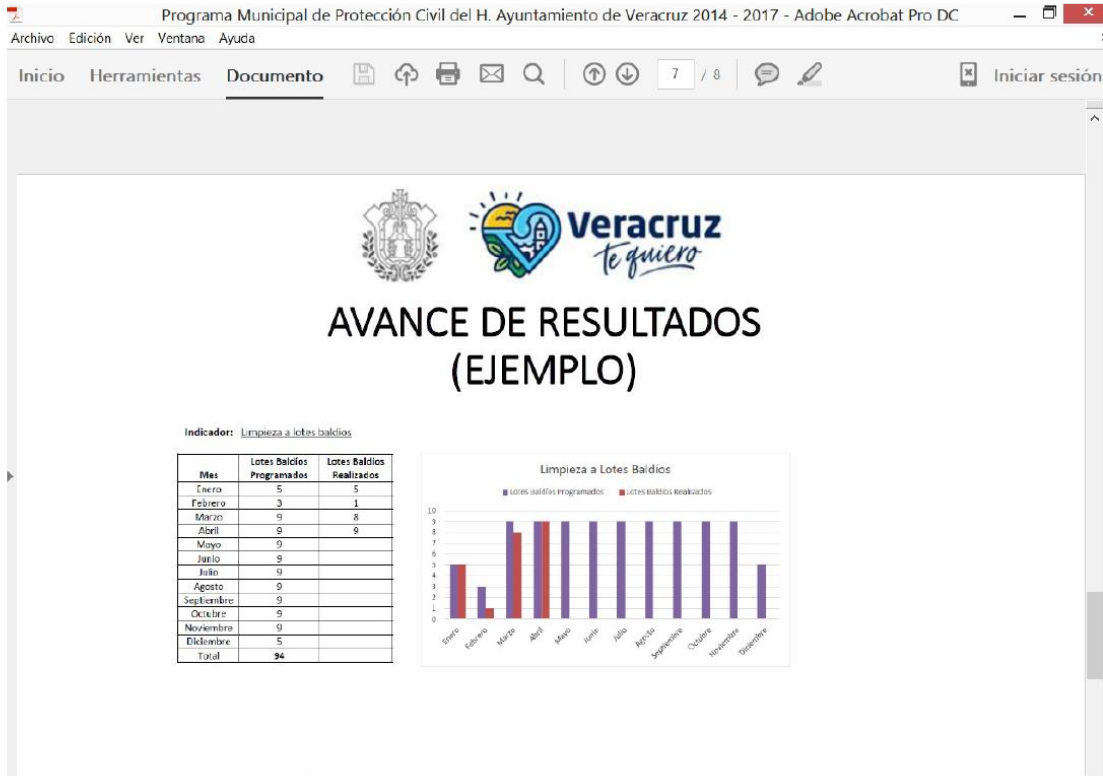 Programa Municipal de Protección Civil del H. Ayuntamiento de Veracruz 2014 - 2017 - Adobe Acrobat Pro DC
Archivo Edición Ver Ventana Ayuda
Inicio Herramientas Documento 7 / 8 Iniciar sesión
Veracruz
te quiero
AVANCE DE RESULTADOS
(EJEMPLO)
Indicador: Limpieza a lotes baldíos
Mes Lotes Baldíos Programados Lotes Baldíos Realizados
Enero 5 5
Febrero 3 1
Marzo 9 8
Abril 9 9
Mayo 9
Junio 9
Julio 9
Agosto 9
Septiembre 9
Octubre 9
Noviembre 9
Diciembre 5
Total 94
Limpieza a Lotes Baldíos
Lotes Baldíos Programados Lotes Baldíos Realizados
10
9
8
7
6
5
4
3
2
1
0
Enero Febrero Marzo Abril Mayo Junio Julio Agosto Septiembre Octubre Noviembre Diciembre